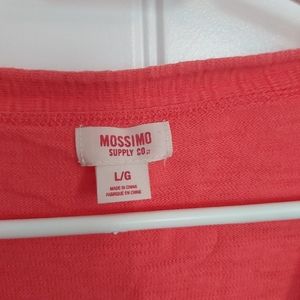 MOSSIMO
SUPPLY CO.
L/G
MADE IN CHINA
FABRIQUÉ EN CHINE